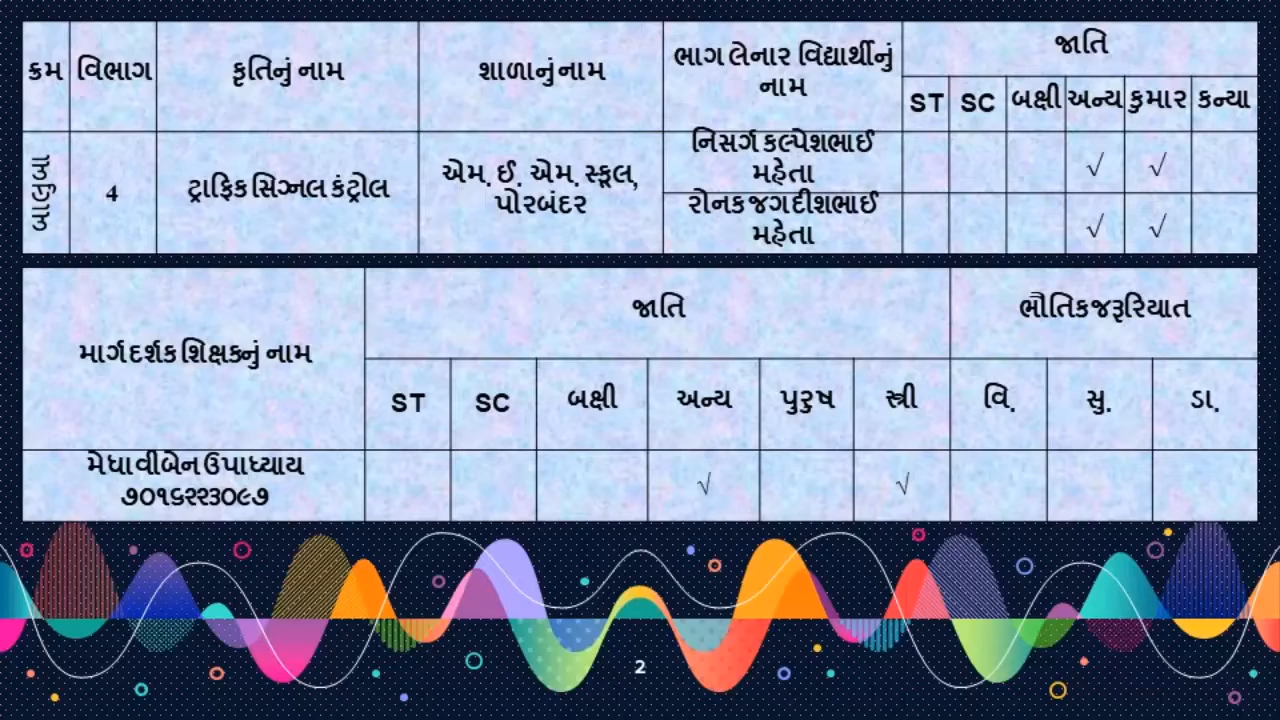 ક્રમ વિભાગ કૃતિનું નામ શાળાનું નામ ભાગ લેનાર વિદ્યાર્થીનું
નામ
જાતિ
ST SC બક્ષી અન્ય કુમાર કન્યા
બાલુબા 4 ટ્રાફિક સિગ્નલ કંટ્રોલ
એમ. ઈ. એમ. સ્કૂલ,
પોરબંદર
નિસર્ગ કલ્પેશભાઈ
મહેતા
√ √
રોનક જગદીશભાઈ
મહેતા
√ √
માર્ગદર્શક શિક્ષકનું નામ જાતિ ભૌતિક જરૂરિયાત
ST SC બક્ષી અન્ય પુરુષ સ્ત્રી વિ. સુ. ડા.
મેધાવીબેન ઉપાધ્યાય
૭૦૧૬૨૨૩૦૯૭
√ √
2